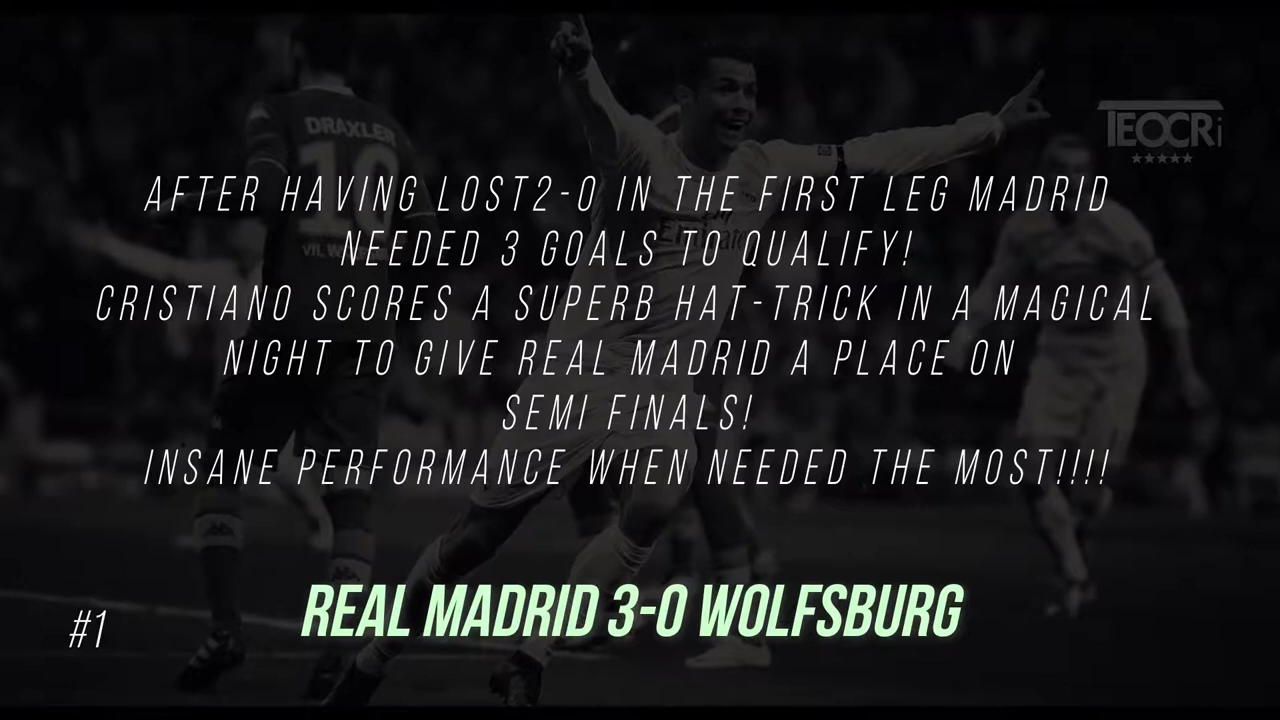 DRAXLER
10
TEOCRi
★★★★★
AFTER HAVING LOST2-0 IN THE FIRST LEG MADRID
NEEDED 3 GOALS TO QUALIFY!
CRISTIANO SCORES A SUPERB HAT-TRICK IN A MAGICAL
NIGHT TO GIVE REAL MADRID A PLACE ON
SEMI FINALS!
INSANE PERFORMANCE WHEN NEEDED THE MOST!!!!
#1
REAL MADRID 3-0 WOLFSBURG